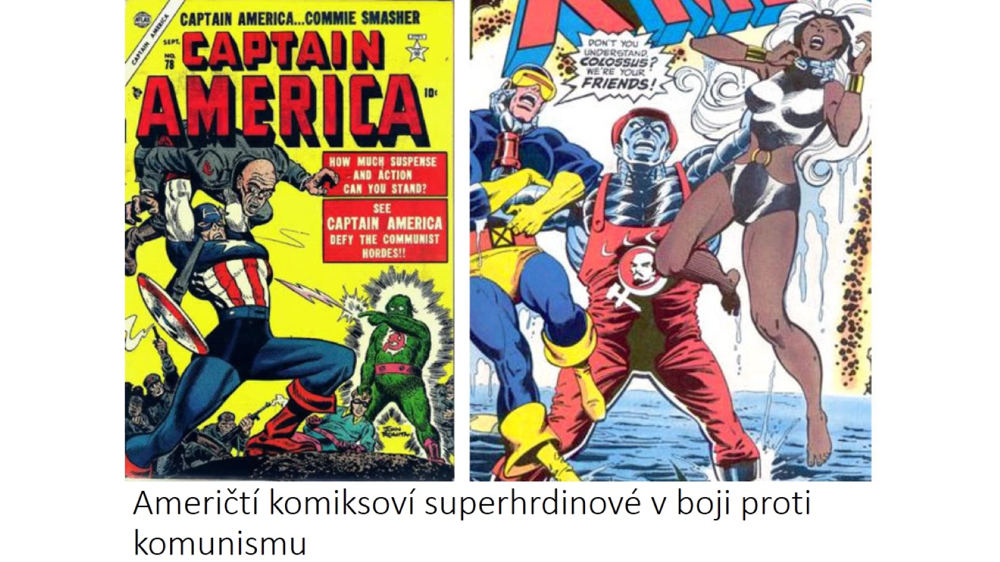 ATLAS
CAPTAIN AMERICA
CAPTAIN AMERICA...COMMIE SMASHER
SEPT.
NO.
78
CAPTAIN
AMERICA
10¢
HOW MUCH SUSPENSE
AND ACTION
CAN YOU STAND?
SEE
CAPTAIN AMERICA
DEFY THE COMMUNIST
HORDES!!
JOHN
ROMITA
DON'T YOU
UNDERSTAND,
COLOSSUS?
WE'RE YOUR
FRIENDS!
Američtí komiksoví superhrdinové v boji proti
komunismu